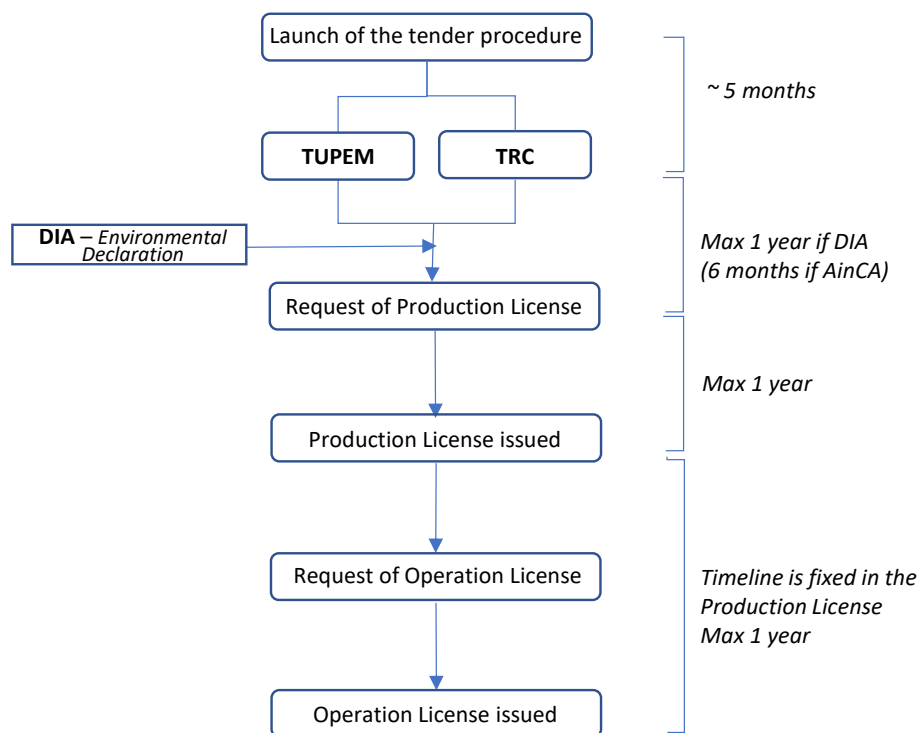 Launch of the tender procedure
~ 5 months
TUPEM
TRC
DIA – Environmental
Declaration
Max 1 year if DIA
(6 months if AinCA)
Request of Production License
Max 1 year
Production License issued
Request of Operation License
Timeline is fixed in the
Production License
Max 1 year
Operation License issued